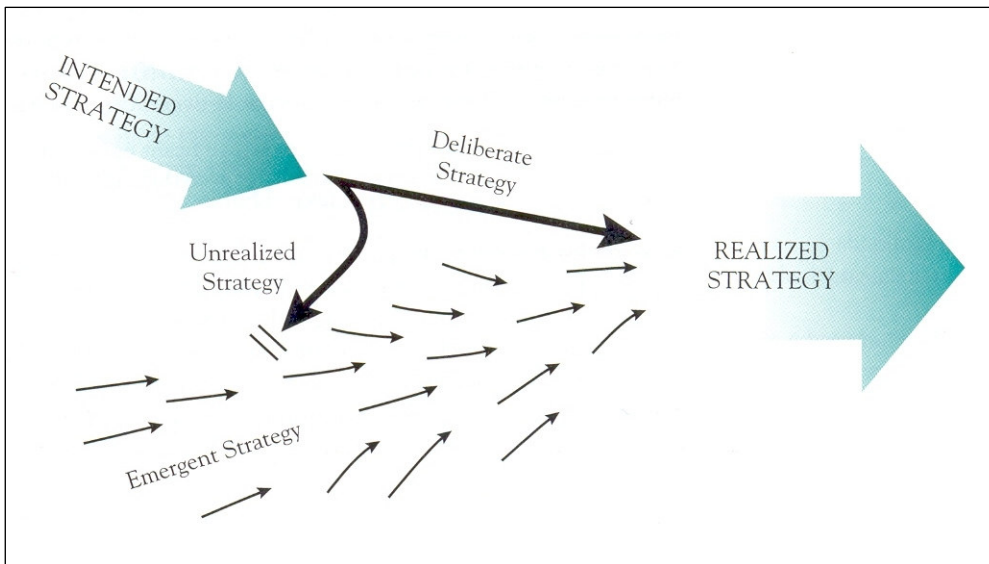 INTENDED
STRATEGY
Deliberate
Strategy
Unrealized
Strategy
REALIZED
STRATEGY
Emergent Strategy